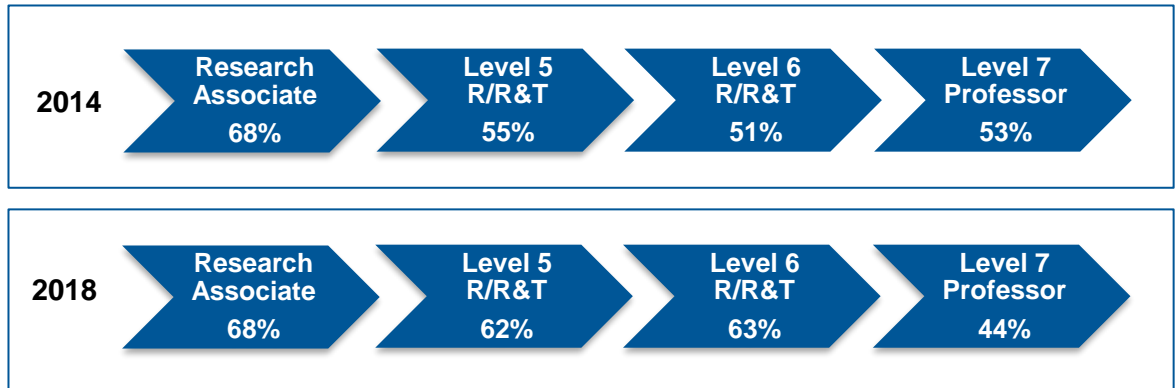 2014
Research
Associate
68%
Level 5
R/R&T
55%
Level 6
R/R&T
51%
Level 7
Professor
53%
2018
Research
Associate
68%
Level 5
R/R&T
62%
Level 6
R/R&T
63%
Level 7
Professor
44%